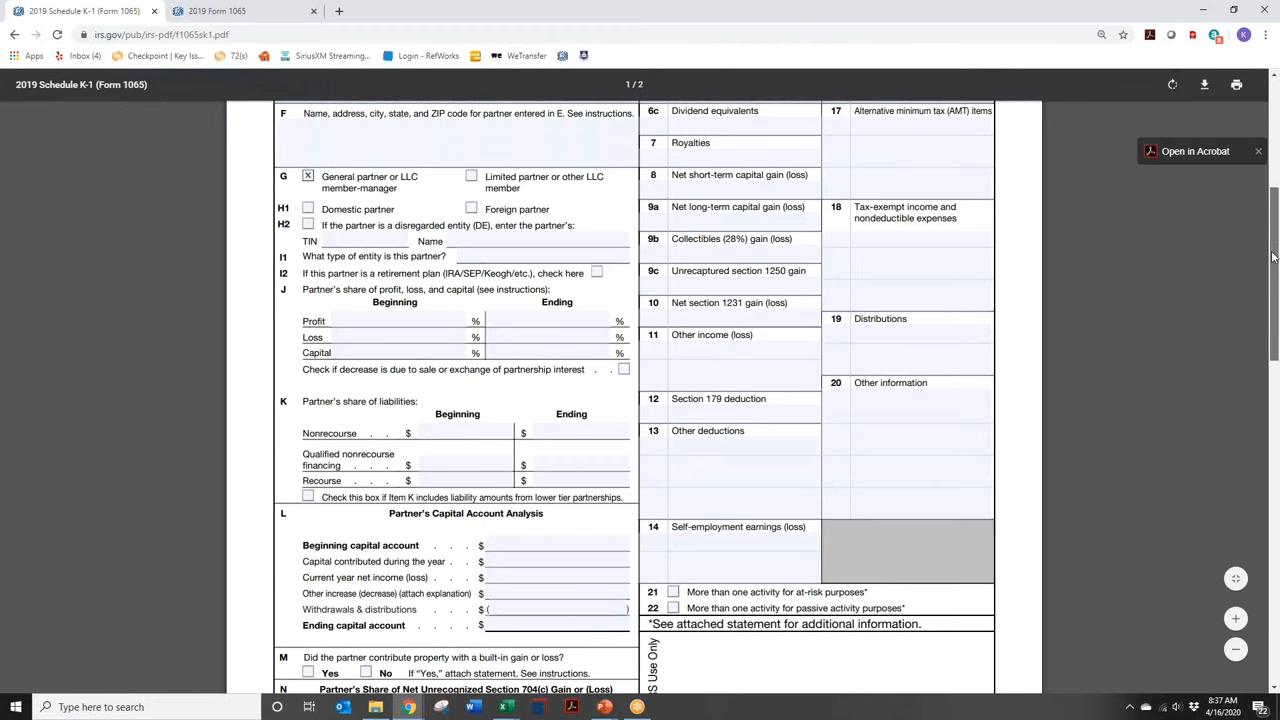 2019 Schedule K-1 (Form 1065)
2019 Form 1065
irs.gov/pub/irs-pdf/f1065sk1.pdf
K
Apps
Inbox (4)
Checkpoint | Key Iss...
72(s)
SiriusXM Streaming...
Login - RefWorks
WeTransfer
2019 Schedule K-1 (Form 1065)
1 / 2
Open in Acrobat
F Name, address, city, state, and ZIP code for partner entered in E. See instructions.
G X General partner or LLC member-manager
Limited partner or other LLC member
H1 Domestic partner
Foreign partner
H2 If the partner is a disregarded entity (DE), enter the partner's:
TIN Name
I1 What type of entity is this partner?
I2 If this partner is a retirement plan (IRA/SEP/Keogh/etc.), check here
J Partner's share of profit, loss, and capital (see instructions):
Beginning Ending
Profit % %
Loss % %
Capital % %
Check if decrease is due to sale or exchange of partnership interest . .
K Partner's share of liabilities:
Beginning Ending
Nonrecourse . . $ $
Qualified nonrecourse
financing . . . $ $
Recourse . . . $ $
Check this box if Item K includes liability amounts from lower tier partnerships.
L Partner's Capital Account Analysis
Beginning capital account . . . $
Capital contributed during the year . . $
Current year net income (loss) . . . $
Other increase (decrease) (attach explanation) $
Withdrawals & distributions . . . $ ( )
Ending capital account . . . $
M Did the partner contribute property with a built-in gain or loss?
Yes No If "Yes," attach statement. See instructions.
N Partner's Share of Net Unrecognized Section 704(c) Gain or (Loss)
6c Dividend equivalents
7 Royalties
8 Net short-term capital gain (loss)
9a Net long-term capital gain (loss)
9b Collectibles (28%) gain (loss)
9c Unrecaptured section 1250 gain
10 Net section 1231 gain (loss)
11 Other income (loss)
12 Section 179 deduction
13 Other deductions
14 Self-employment earnings (loss)
17 Alternative minimum tax (AMT) items
18 Tax-exempt income and
nondeductible expenses
19 Distributions
20 Other information
21 More than one activity for at-risk purposes*
22 More than one activity for passive activity purposes*
*See attached statement for additional information.
S Use Only
Type here to search
8:37 AM
4/16/2020
22